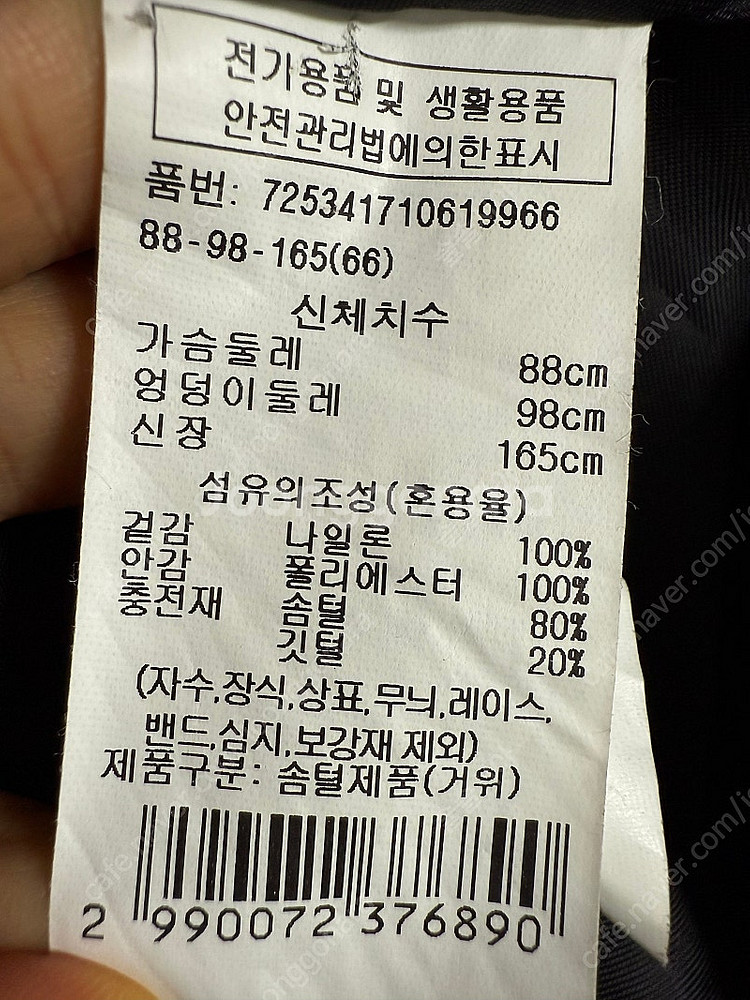 전기용품 및 생활용품
안전관리법에의한표시
품번: 725341710619966
88-98-165(66)
신체치수
가슴둘레 88cm
엉덩이둘레 98cm
신장 165cm
섬유의조성(혼용율)
겉감 나일론 100%
안감 폴리에스터 100%
충전재 솜털 80%
깃털 20%
(자수,장식,상표,무늬,레이스,
밴드,심지,보강재 제외)
제품구분: 솜털제품(거위)
2 990072 376890